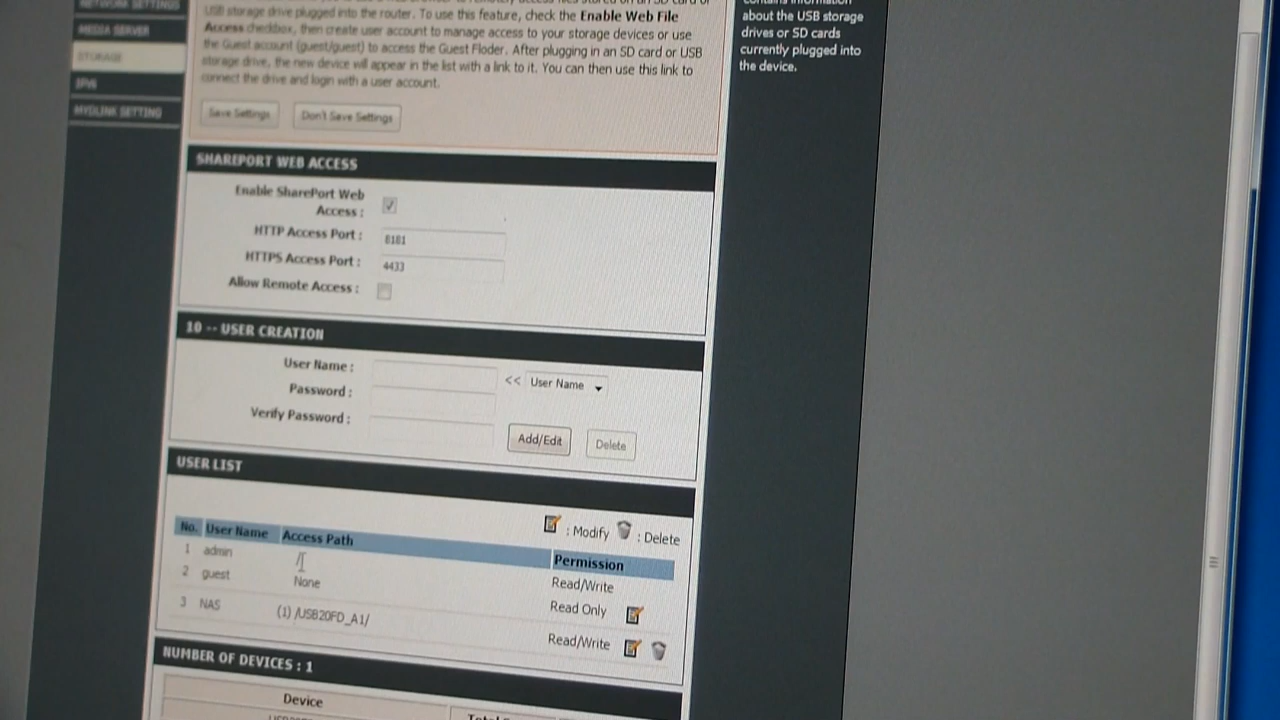 NETWORK SETTINGS
MEDIA SERVER
STORAGE
IPV6
MYDLINK SETTING
USB storage drive plugged into the router. To use this feature, check the Enable Web File
Access checkbox, then create user account to manage access to your storage devices or use
the Guest account (guest/guest) to access the Guest Floder. After plugging in an SD card or USB
storage drive, the new device will appear in the list with a link to it. You can then use this link to
connect the drive and login with a user account.
Save Settings Don't Save Settings
about the USB storage
drives or SD cards
currently plugged into
the device.
SHAREPORT WEB ACCESS
Enable SharePort Web
Access :
HTTP Access Port : 8181
HTTPS Access Port : 4433
Allow Remote Access :
10 -- USER CREATION
User Name : << User Name
Password :
Verify Password :
Add/Edit Delete
USER LIST
: Modify : Delete
No. User Name Access Path Permission
1 admin / Read/Write
2 guest None Read Only
3 NAS (1) /USB20FD_A1/ Read/Write
NUMBER OF DEVICES : 1
Device